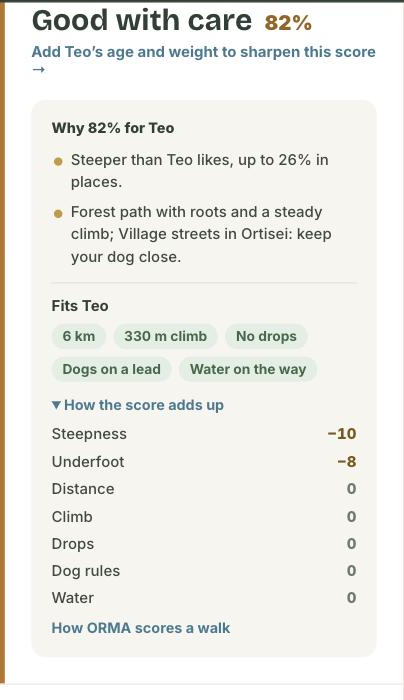 Good with care 82%
Add Teo’s age and weight to sharpen this score
→
Why 82% for Teo
Steeper than Teo likes, up to 26% in
places.
Forest path with roots and a steady
climb; Village streets in Ortisei: keep
your dog close.
Fits Teo
6 km 330 m climb No drops
Dogs on a lead Water on the way
▼ How the score adds up
Steepness −10
Underfoot −8
Distance 0
Climb 0
Drops 0
Dog rules 0
Water 0
How ORMA scores a walk